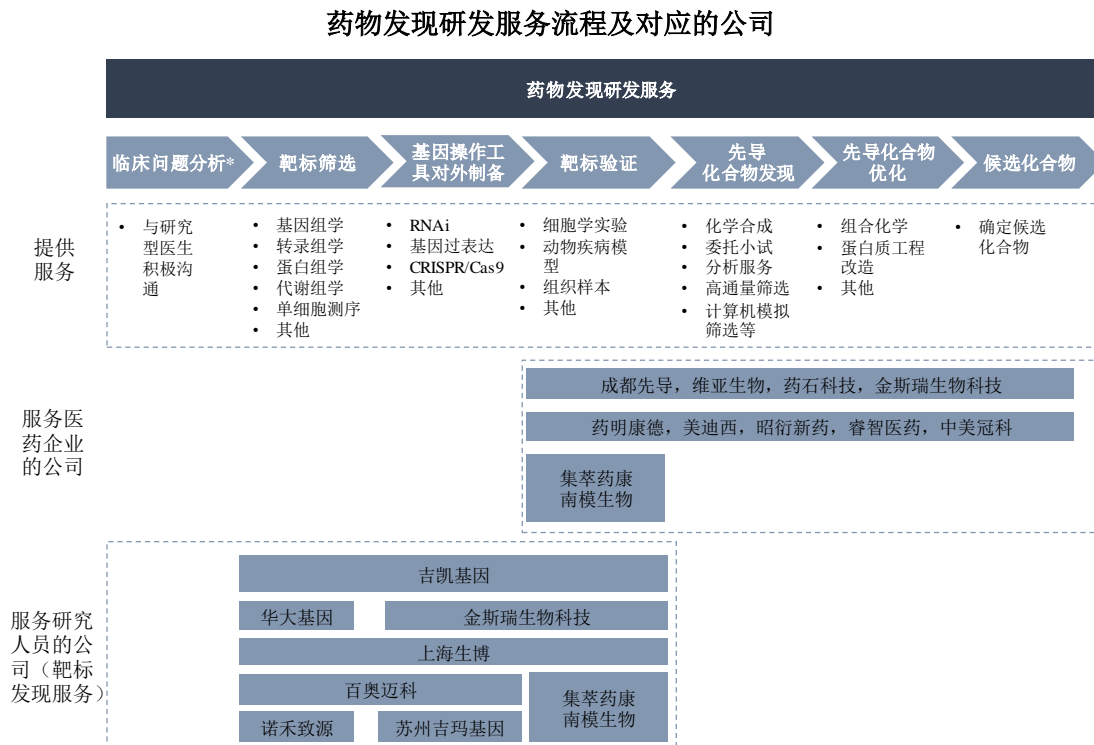 药物发现研发服务流程及对应的公司
药物发现研发服务
临床问题分析*
靶标筛选
基因操作工
具对外制备
靶标验证
先导
化合物发现
先导化合物
优化
候选化合物
提供
服务
• 与研究
型医生
积极沟
通
• 基因组学
• 转录组学
• 蛋白组学
• 代谢组学
• 单细胞测序
• 其他
• RNAi
• 基因过表达
• CRISPR/Cas9
• 其他
• 细胞学实验
• 动物疾病模
型
• 组织样本
• 其他
• 化学合成
• 委托小试
• 分析服务
• 高通量筛选
• 计算机模拟
筛选等
• 组合化学
• 蛋白质工程
改造
• 其他
• 确定候选
化合物
服务医
药企业
的公司
成都先导，维亚生物，药石科技，金斯瑞生物科技
药明康德，美迪西，昭衍新药，睿智医药，中美冠科
集萃药康
南模生物
服务研究
人员的公
司（靶标
发现服务）
吉凯基因
华大基因
金斯瑞生物科技
上海生博
百奥迈科
集萃药康
南模生物
诺禾致源
苏州吉玛基因